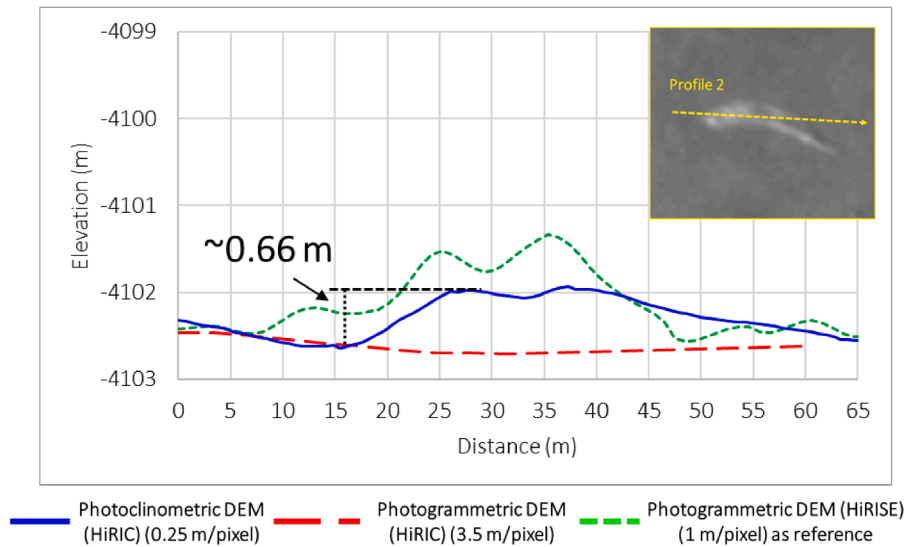 -4099
-4100
-4101
-4102
-4103
Elevation (m)
Profile 2
~0.66 m
0 5 10 15 20 25 30 35 40 45 50 55 60 65
Distance (m)
Photoclinometric DEM
(HiRIC) (0.25 m/pixel)
Photogrammetric DEM
(HiRIC) (3.5 m/pixel)
Photogrammetric DEM (HiRISE)
(1 m/pixel) as reference